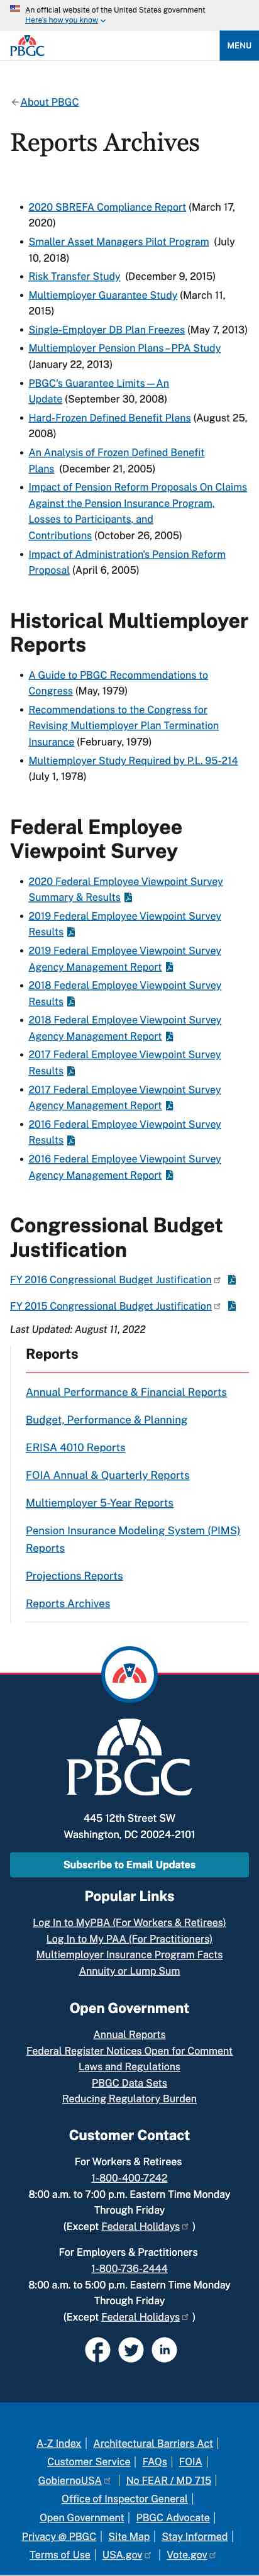 An official website of the United States government
Here's how you know
PBGC
MENU
About PBGC
Reports Archives
2020 SBREFA Compliance Report (March 17,
2020)
Smaller Asset Managers Pilot Program (July
10, 2018)
Risk Transfer Study (December 9, 2015)
Multiemployer Guarantee Study (March 11,
2015)
Single-Employer DB Plan Freezes (May 7, 2013)
Multiemployer Pension Plans – PPA Study
(January 22, 2013)
PBGC's Guarantee Limits — An
Update (September 30, 2008)
Hard-Frozen Defined Benefit Plans (August 25,
2008)
An Analysis of Frozen Defined Benefit
Plans (December 21, 2005)
Impact of Pension Reform Proposals On Claims
Against the Pension Insurance Program,
Losses to Participants, and
Contributions (October 26, 2005)
Impact of Administration's Pension Reform
Proposal (April 6, 2005)
Historical Multiemployer
Reports
A Guide to PBGC Recommendations to
Congress (May, 1979)
Recommendations to the Congress for
Revising Multiemployer Plan Termination
Insurance (February, 1979)
Multiemployer Study Required by P.L. 95-214
(July 1, 1978)
Federal Employee
Viewpoint Survey
2020 Federal Employee Viewpoint Survey
Summary & Results
2019 Federal Employee Viewpoint Survey
Results
2019 Federal Employee Viewpoint Survey
Agency Management Report
2018 Federal Employee Viewpoint Survey
Results
2018 Federal Employee Viewpoint Survey
Agency Management Report
2017 Federal Employee Viewpoint Survey
Results
2017 Federal Employee Viewpoint Survey
Agency Management Report
2016 Federal Employee Viewpoint Survey
Results
2016 Federal Employee Viewpoint Survey
Agency Management Report
Congressional Budget
Justification
FY 2016 Congressional Budget Justification
FY 2015 Congressional Budget Justification
Last Updated: August 11, 2022
Reports
Annual Performance & Financial Reports
Budget, Performance & Planning
ERISA 4010 Reports
FOIA Annual & Quarterly Reports
Multiemployer 5-Year Reports
Pension Insurance Modeling System (PIMS)
Reports
Projections Reports
Reports Archives
PBGC
445 12th Street SW
Washington, DC 20024-2101
Subscribe to Email Updates
Popular Links
Log In to MyPBA (For Workers & Retirees)
Log In to My PAA (For Practitioners)
Multiemployer Insurance Program Facts
Annuity or Lump Sum
Open Government
Annual Reports
Federal Register Notices Open for Comment
Laws and Regulations
PBGC Data Sets
Reducing Regulatory Burden
Customer Contact
For Workers & Retirees
1-800-400-7242
8:00 a.m. to 7:00 p.m. Eastern Time Monday
Through Friday
(Except Federal Holidays )
For Employers & Practitioners
1-800-736-2444
8:00 a.m. to 5:00 p.m. Eastern Time Monday
Through Friday
(Except Federal Holidays )
A-Z Index | Architectural Barriers Act |
Customer Service | FAQs | FOIA |
GobiernoUSA | No FEAR / MD 715 |
Office of Inspector General |
Open Government | PBGC Advocate |
Privacy @ PBGC | Site Map | Stay Informed |
Terms of Use | USA.gov | Vote.gov